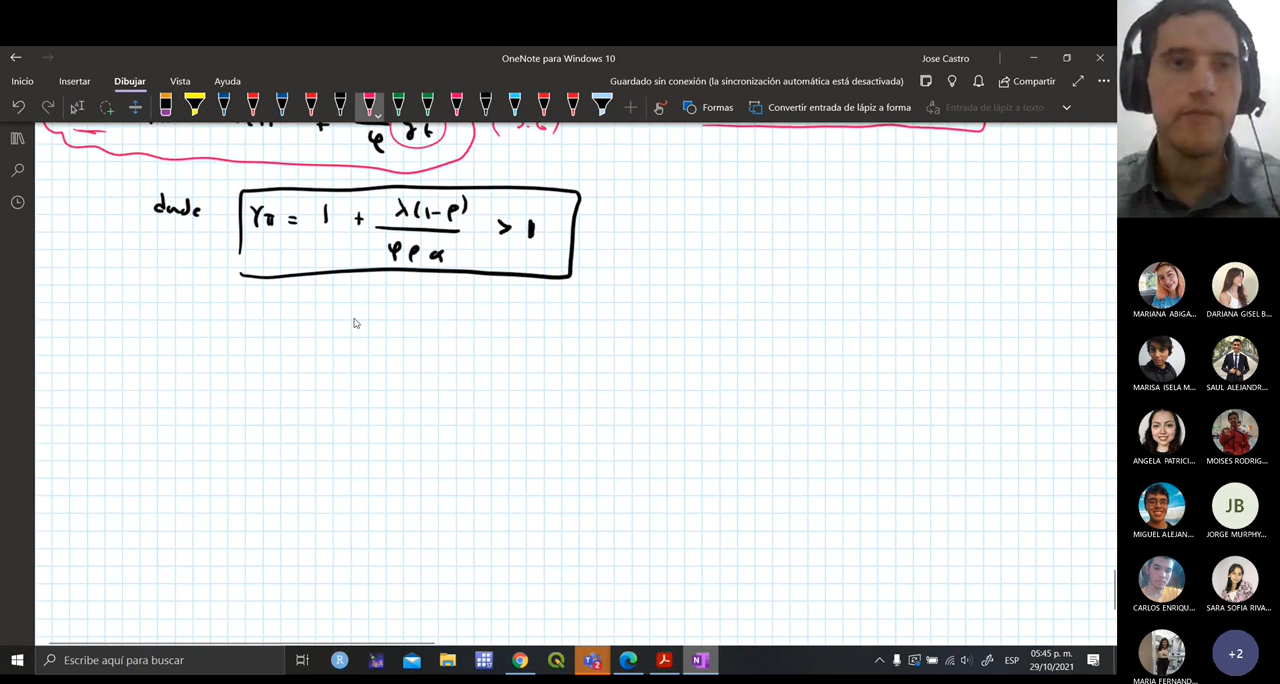 OneNote para Windows 10
Jose Castro
Inicio
Insertar
Dibujar
Vista
Ayuda
Guardado sin conexión (la sincronización automática está desactivada)
Compartir
Formas
Convertir entrada de lápiz a forma
Entrada de lápiz a texto
+ φ gt
donde γπ = 1 + λ(1-ρ) / φρα > 1
MARIANA ABIGA...
DARIANA GISEL B...
MARISA ISELA M...
SAUL ALEJANDR...
ANGELA PATRICI...
MOISES RODRIG...
MIGUEL ALEJAN...
JB
JORGE MURPHY...
CARLOS ENRIQU...
SARA SOFIA RIVA...
MARIA FERNAND...
+2
Escribe aquí para buscar
ESP
05:45 p. m.
29/10/2021